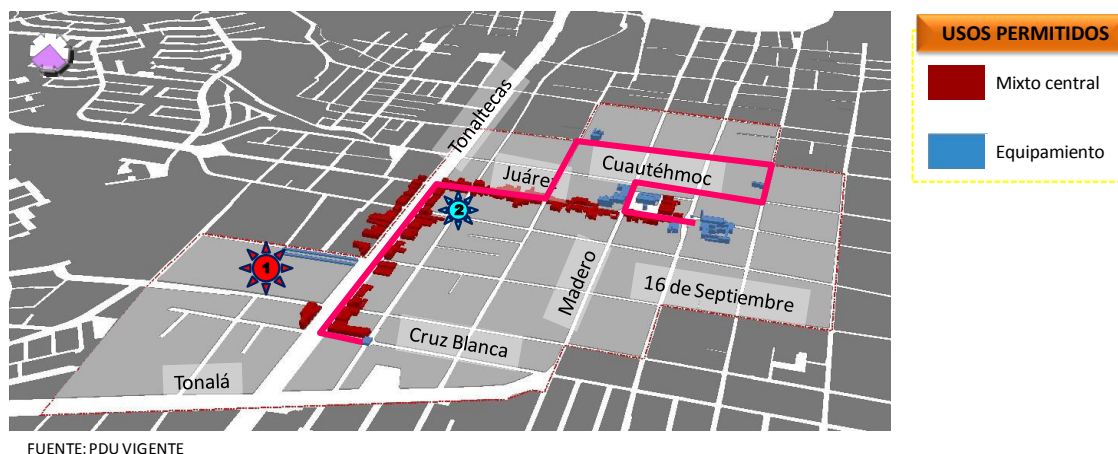 USOS PERMITIDOS
Mixto central
Equipamiento
Tonaltecas
Juáre
Cuautéhmoc
2
1
Madero
16 de Septiembre
Cruz Blanca
Tonalá
FUENTE: PDU VIGENTE